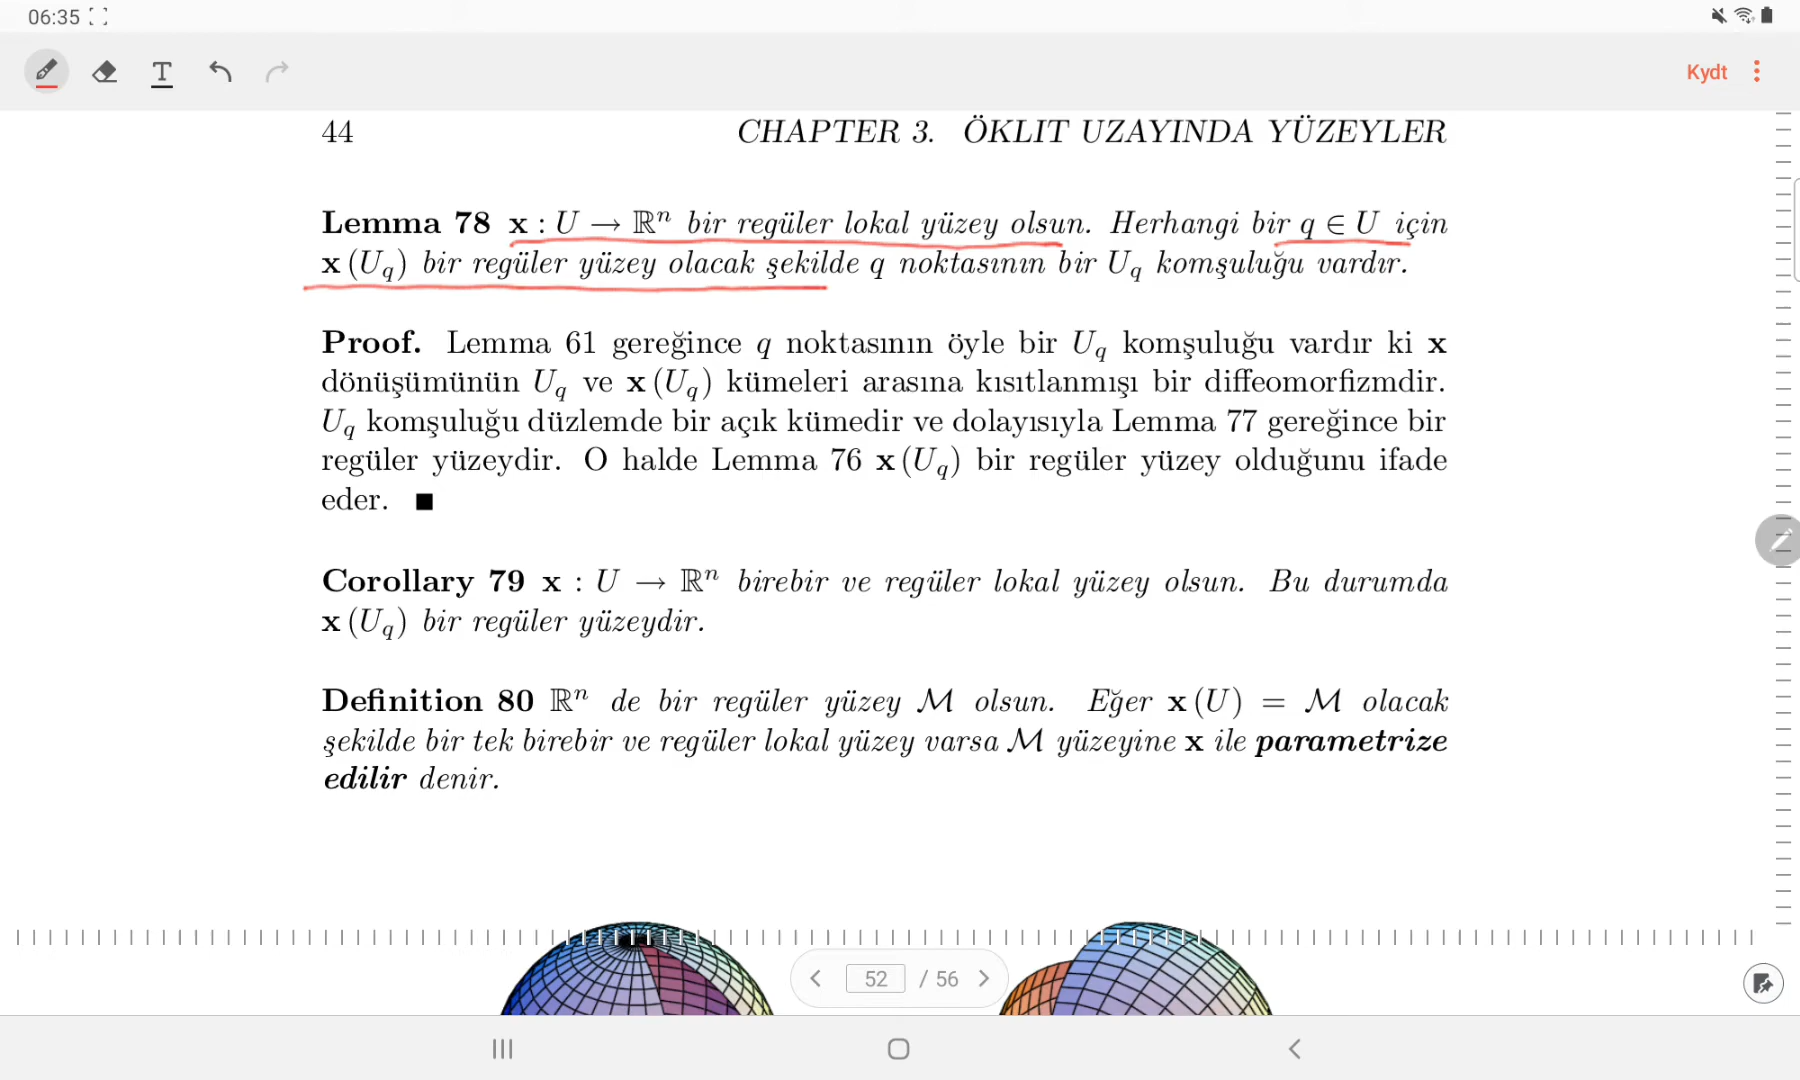 06:35
T
Kydt
44 CHAPTER 3. ÖKLIT UZAYINDA YÜZEYLER
Lemma 78 x : U → ℝⁿ bir regüler lokal yüzey olsun. Herhangi bir q ∈ U için
x (U_q) bir regüler yüzey olacak şekilde q noktasının bir U_q komşuluğu vardır.
Proof. Lemma 61 gereğince q noktasının öyle bir U_q komşuluğu vardır ki x
dönüşümünün U_q ve x (U_q) kümeleri arasına kısıtlanmışı bir diffeomorfizmdir.
U_q komşuluğu düzlemde bir açık kümedir ve dolayısıyla Lemma 77 gereğince bir
regüler yüzeydir. O halde Lemma 76 x (U_q) bir regüler yüzey olduğunu ifade
eder. ■
Corollary 79 x : U → ℝⁿ birebir ve regüler lokal yüzey olsun. Bu durumda
x (U_q) bir regüler yüzeydir.
Definition 80 ℝⁿ de bir regüler yüzey ℳ olsun. Eğer x (U) = ℳ olacak
şekilde bir tek birebir ve regüler lokal yüzey varsa ℳ yüzeyine x ile parametrize
edilir denir.
52 / 56